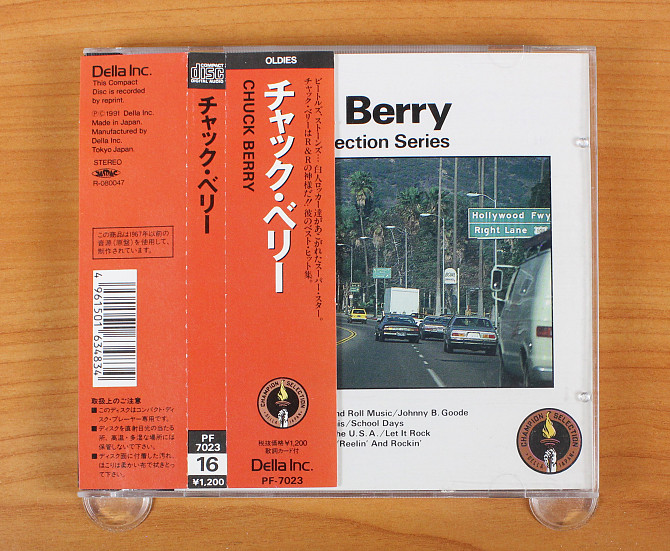 Della Inc.
This Compact
Disc is recorded
by reprint.
Ⓟ©1991 Della Inc.
Made in Japan.
Manufactured by
Della Inc.
Tokyo Japan.
STEREO
R-080047
この商品は1967年以前の
音源(原盤)を使用して、
制作されています。
4961501634834
取扱上のご注意
■このディスクはコンパクト・ディ
スク・プレーヤー専用です。
■ディスクを直射日光の当たる
所、高温・多湿な場所には
保管しないで下さい。
■ディスク面に付着した汚れ、
ほこりは柔かい布で拭きとっ
て下さい。
COMPACT
disc
DIGITAL AUDIO
チャック・ベリー
PF
7023
16
¥1,200
OLDIES
チャック・ベリー
CHUCK BERRY
ビートルズ、ストーンズ…白人ロッカー達があこがれたスーパー・スター。
チャック・ベリーはR&Rの神様だ!!彼のベスト・ヒット集。
CHAMPION SELECTION
DELLA JAPAN
税抜価格¥1,200
歌詞カード付
Della Inc.
PF-7023
Berry
ection Series
Hollywood Fwy
Right Lane
nd Roll Music/Johnny B. Goode
is/School Days
he U.S.A./Let It Rock
/Reelin' And Rockin'
CHAMPION SELECTION
DELLA JAPAN